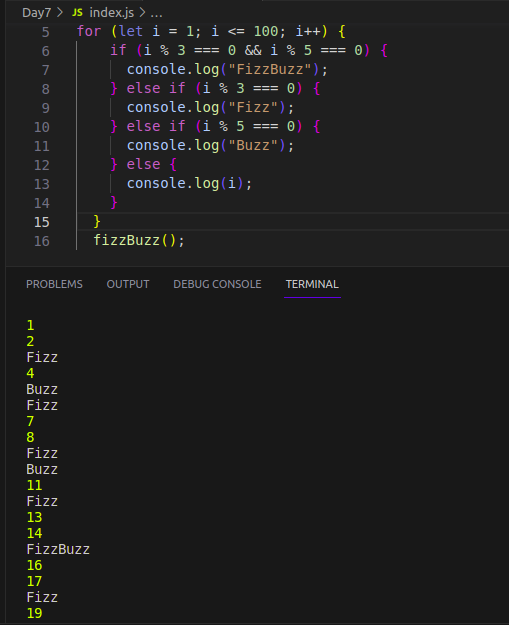 Day7 > JS index.js > ...
5 for (let i = 1; i <= 100; i++) {
6 if (i % 3 === 0 && i % 5 === 0) {
7 console.log("FizzBuzz");
8 } else if (i % 3 === 0) {
9 console.log("Fizz");
10 } else if (i % 5 === 0) {
11 console.log("Buzz");
12 } else {
13 console.log(i);
14 }
15 }
16 fizzBuzz();
PROBLEMS OUTPUT DEBUG CONSOLE TERMINAL
1
2
Fizz
4
Buzz
Fizz
7
8
Fizz
Buzz
11
Fizz
13
14
FizzBuzz
16
17
Fizz
19